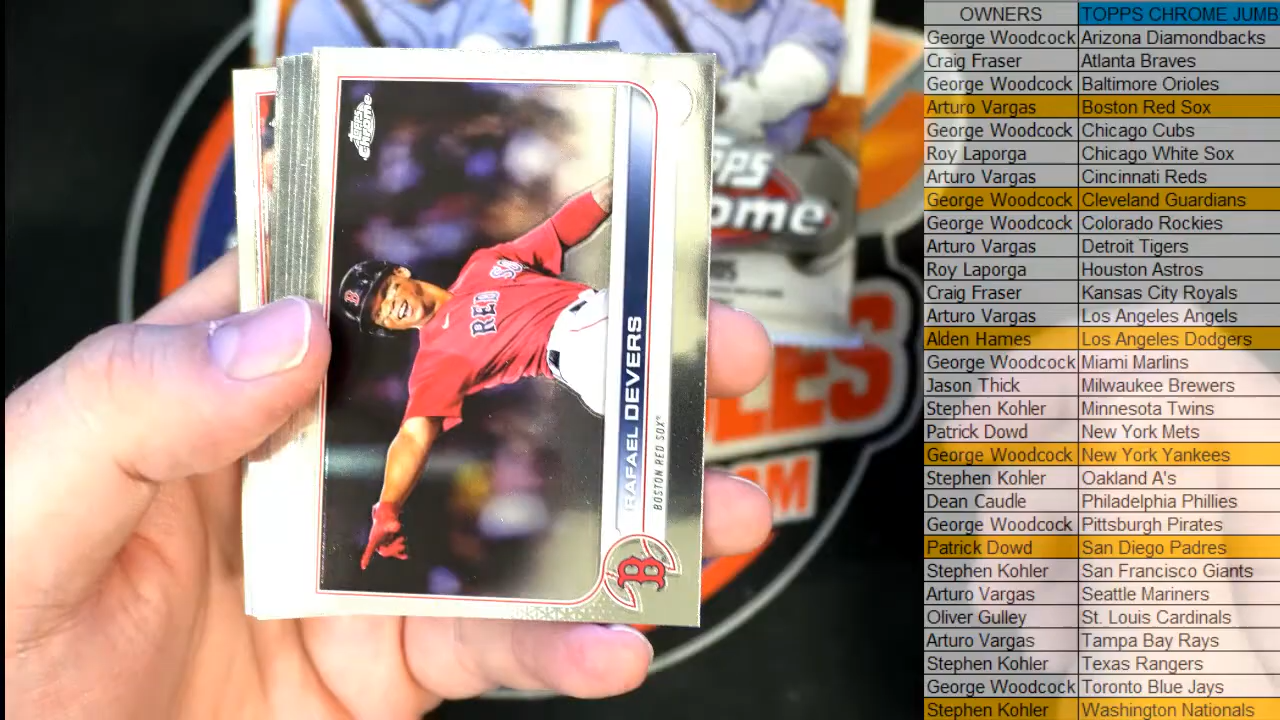 Topps
Chrome
RED SO
RAFAEL DEVERS
BOSTON RED SOX
B
B
OWNERS TOPPS CHROME JUMB
George Woodcock Arizona Diamondbacks
Craig Fraser Atlanta Braves
George Woodcock Baltimore Orioles
Arturo Vargas Boston Red Sox
George Woodcock Chicago Cubs
Roy Laporga Chicago White Sox
Arturo Vargas Cincinnati Reds
George Woodcock Cleveland Guardians
George Woodcock Colorado Rockies
Arturo Vargas Detroit Tigers
Roy Laporga Houston Astros
Craig Fraser Kansas City Royals
Arturo Vargas Los Angeles Angels
Alden Hames Los Angeles Dodgers
George Woodcock Miami Marlins
Jason Thick Milwaukee Brewers
Stephen Kohler Minnesota Twins
Patrick Dowd New York Mets
George Woodcock New York Yankees
Stephen Kohler Oakland A's
Dean Caudle Philadelphia Phillies
George Woodcock Pittsburgh Pirates
Patrick Dowd San Diego Padres
Stephen Kohler San Francisco Giants
Arturo Vargas Seattle Mariners
Oliver Gulley St. Louis Cardinals
Arturo Vargas Tampa Bay Rays
Stephen Kohler Texas Rangers
George Woodcock Toronto Blue Jays
Stephen Kohler Washington Nationals